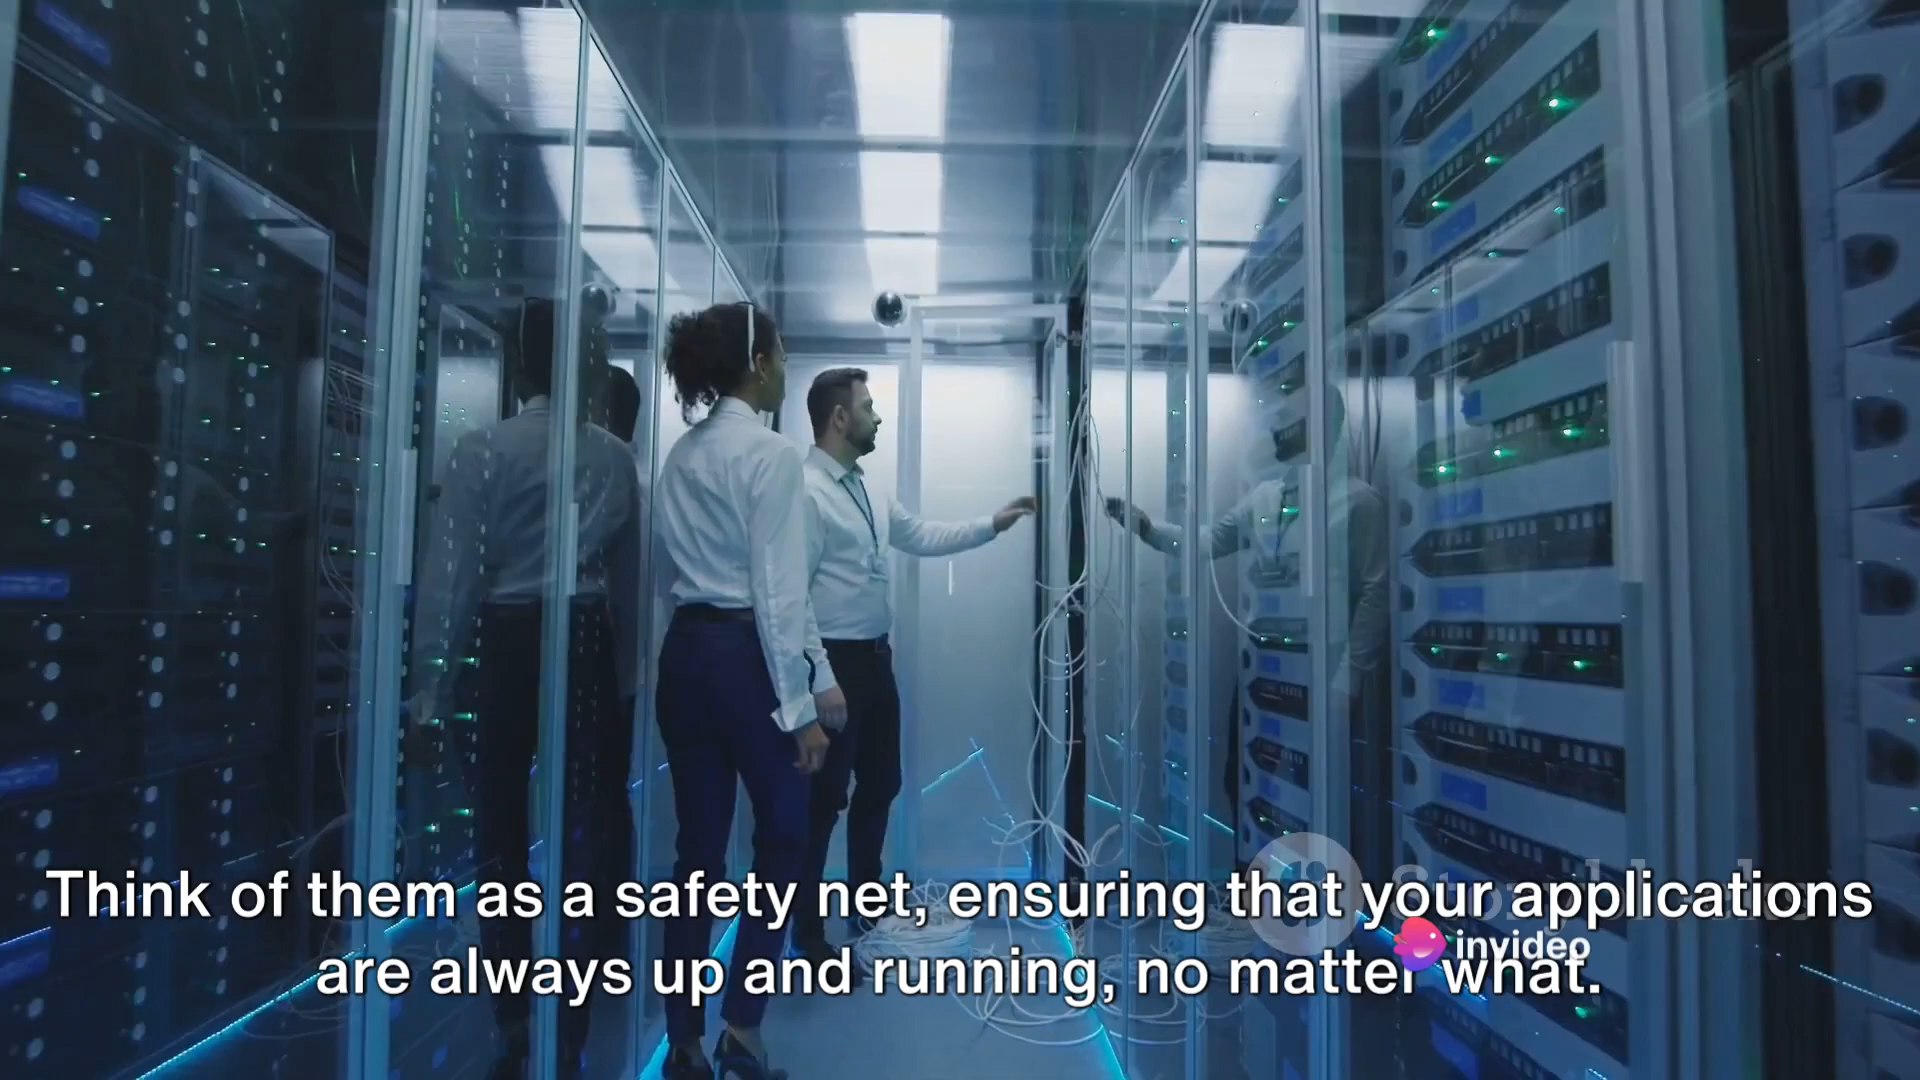 Think of them as a safety net, ensuring that your applications
are always up and running, no matter what.
invideo